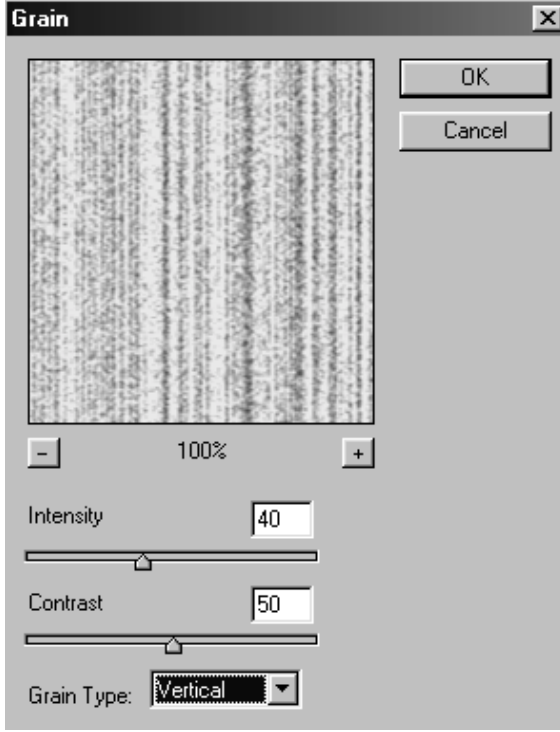 Grain
OK
Cancel
- 100% +
Intensity 40
Contrast 50
Grain Type: Vertical